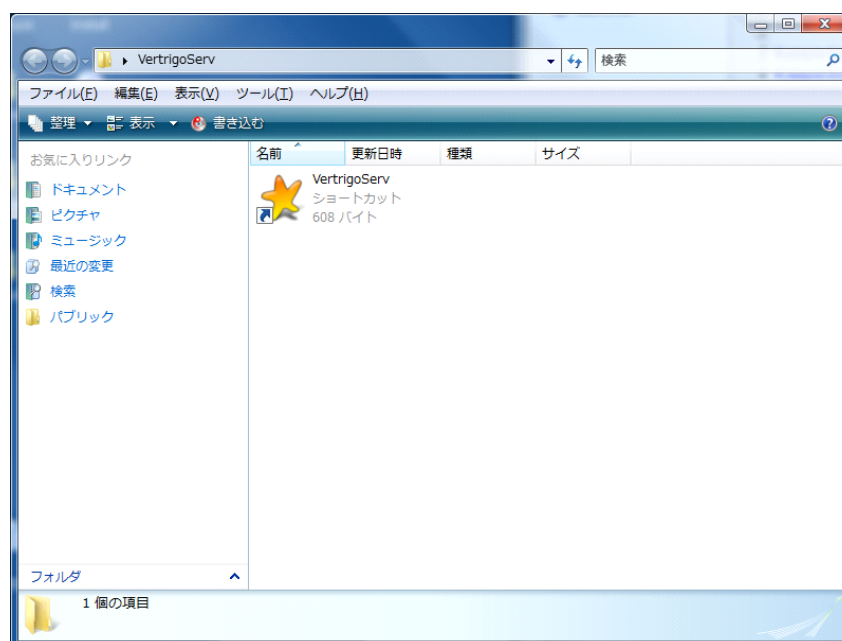 VertrigoServ
検索
ファイル(F) 編集(E) 表示(V) ツール(T) ヘルプ(H)
整理 表示 書き込む
お気に入りリンク
ドキュメント
ピクチャ
ミュージック
最近の変更
検索
パブリック
フォルダ
名前 更新日時 種類 サイズ
VertrigoServ
ショートカット
608 バイト
1 個の項目